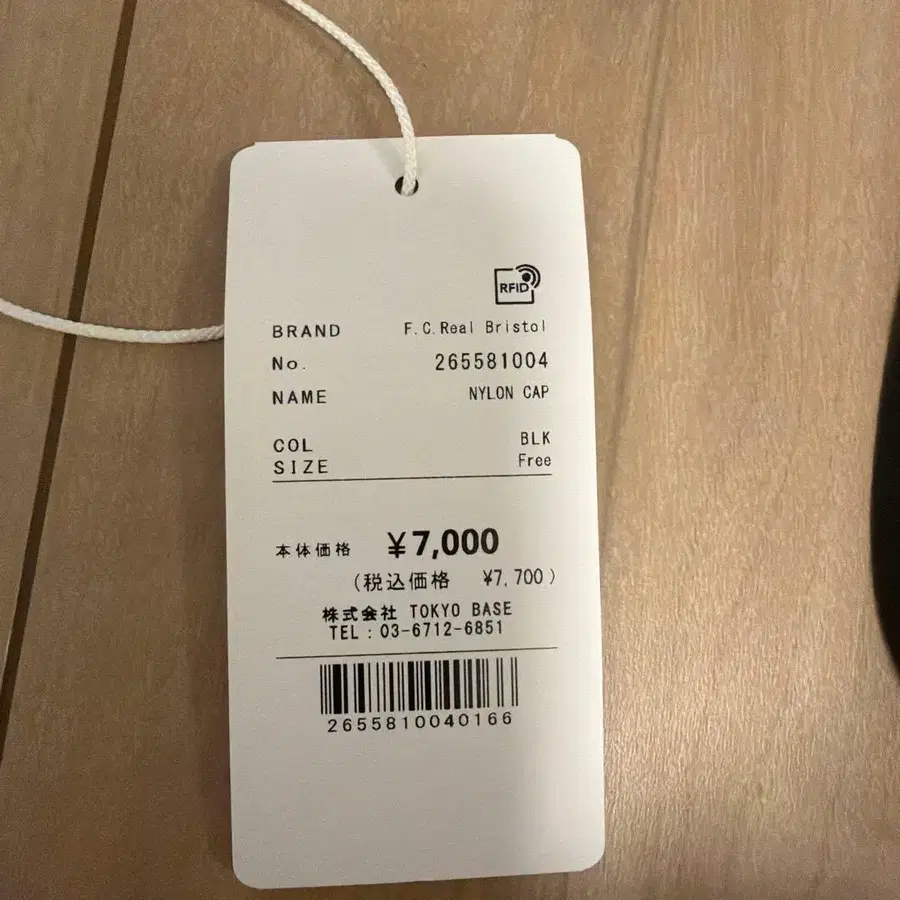 RFID
BRAND F.C.Real Bristol
No. 265581004
NAME NYLON CAP
COL BLK
SIZE Free
本体価格 ¥7,000
(税込価格 ¥7,700)
株式会社 TOKYO BASE
TEL : 03-6712-6851
2655810040166